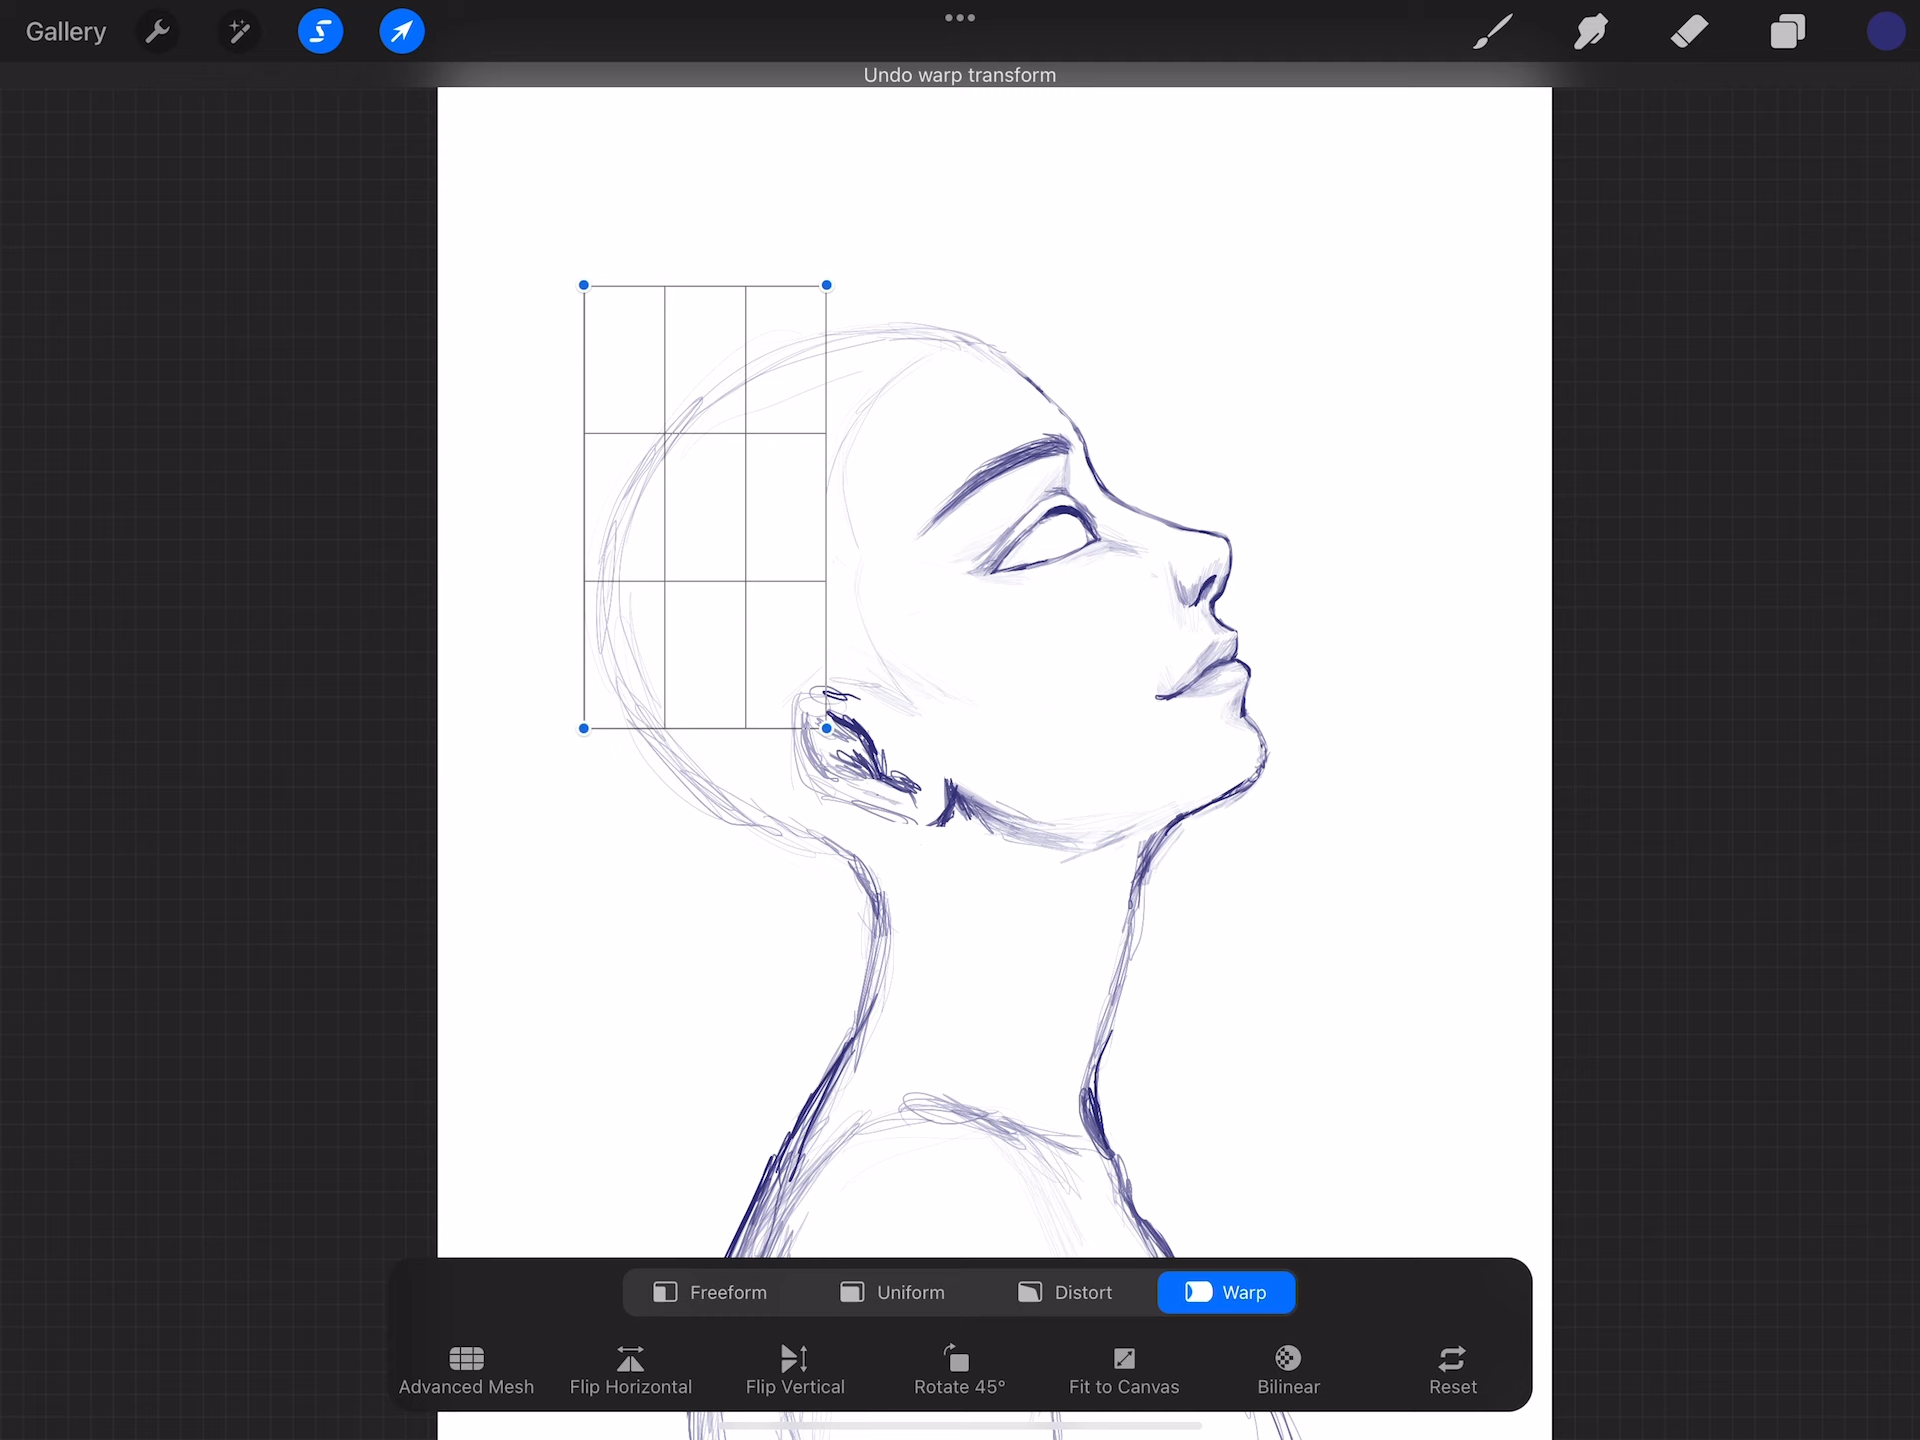 Gallery
Undo warp transform
Freeform Uniform Distort Warp
Advanced Mesh Flip Horizontal Flip Vertical Rotate 45° Fit to Canvas Bilinear Reset